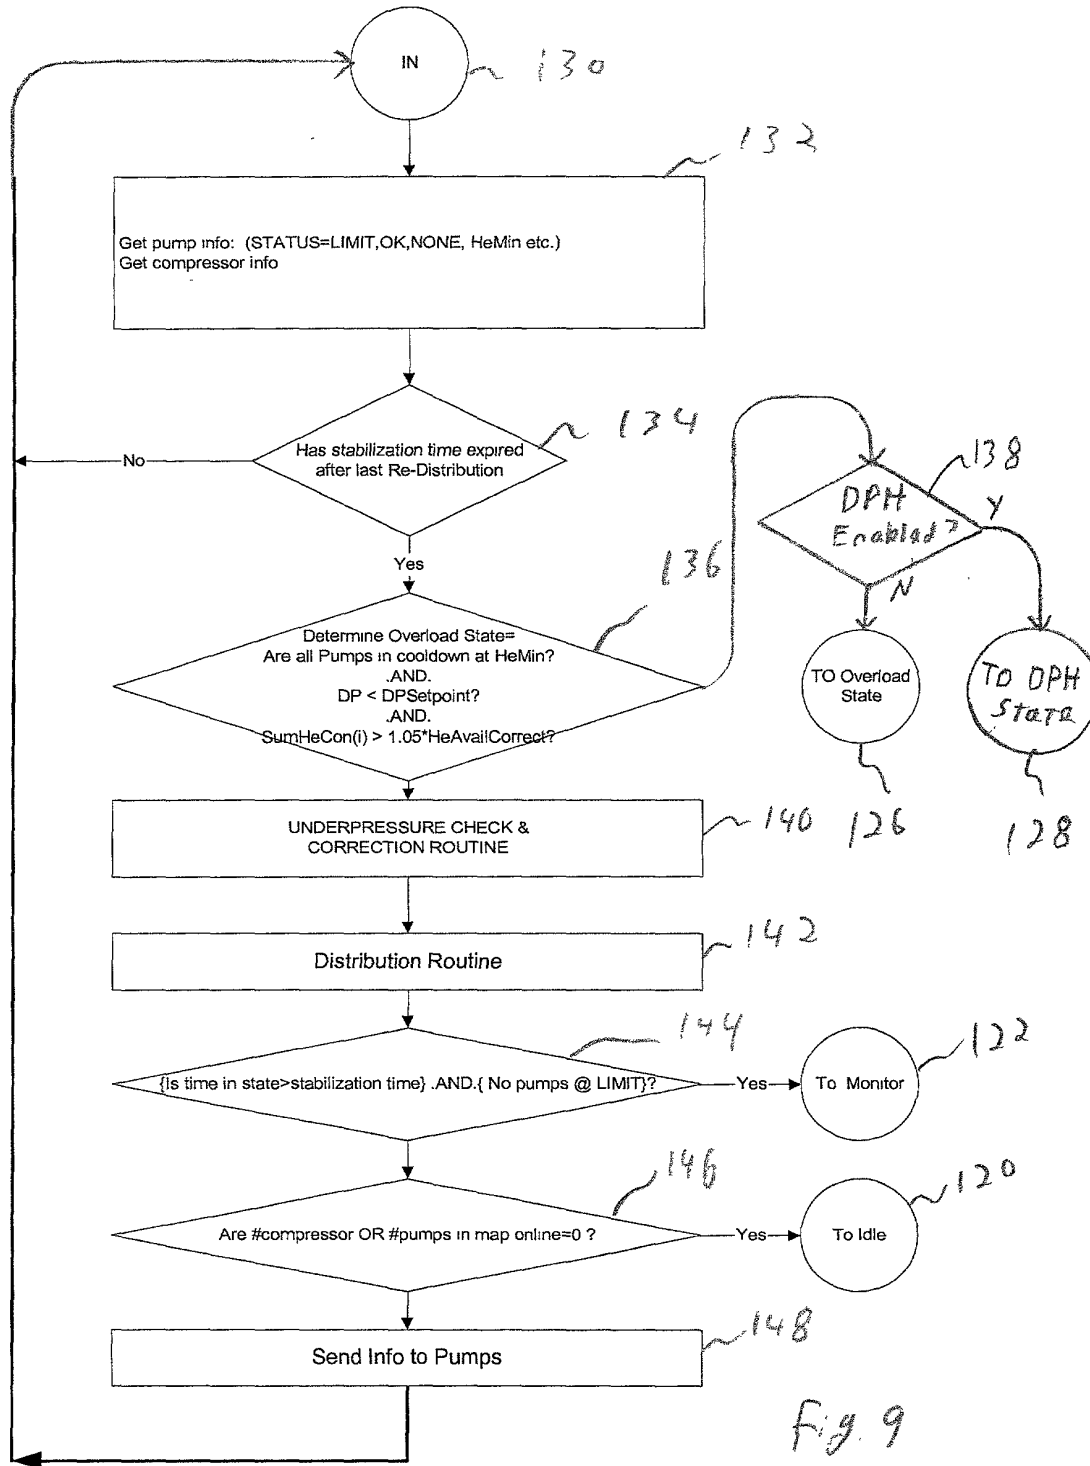 IN
130
132
Get pump info: (STATUS=LIMIT,OK,NONE, HeMin etc.)
Get compressor info
Has stabilization time expired
after last Re-Distribution
134
No
Yes
136
Determine Overload State=
Are all Pumps in cooldown at HeMin?
.AND.
DP < DPSetpoint?
.AND.
SumHeCon(i) > 1.05*HeAvailCorrect?
DPH
Enabled?
138
Y
N
TO Overload
State
TO DPH
State
126
128
UNDERPRESSURE CHECK &
CORRECTION ROUTINE
140
Distribution Routine
142
144
{Is time in state>stabilization time} .AND.{ No pumps @ LIMIT}?
Yes
To Monitor
122
146
Are #compressor OR #pumps in map online=0 ?
Yes
To Idle
120
Send Info to Pumps
148
Fig. 9